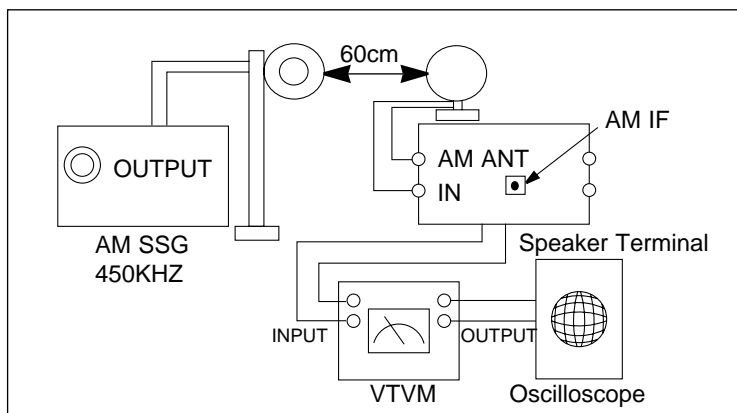 60cm
AM IF
OUTPUT
AM ANT
IN
AM SSG
450KHZ
Speaker Terminal
INPUT
OUTPUT
VTVM
Oscilloscope